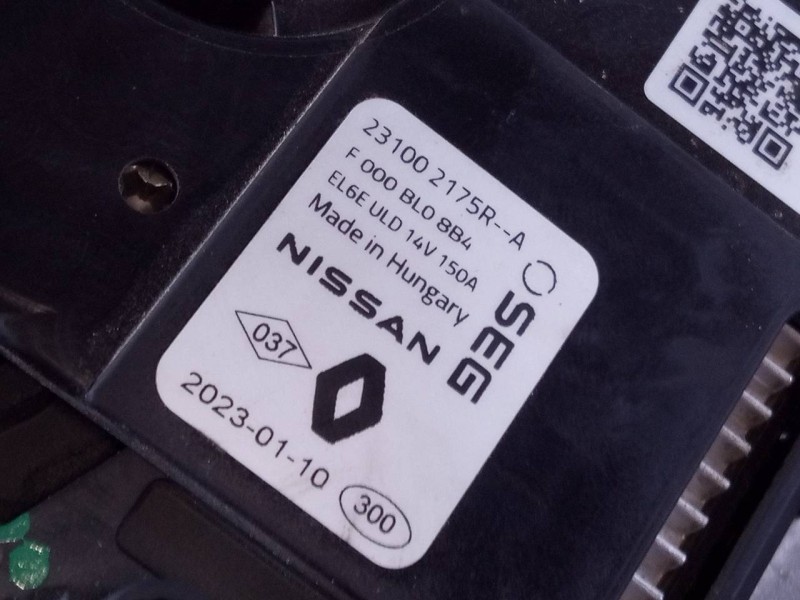 23100 2175R--A
F 000 BL0 8B4
EL6E ULD 14V 150A
Made in Hungary
SEG
NISSAN
037
2023-01-10
300